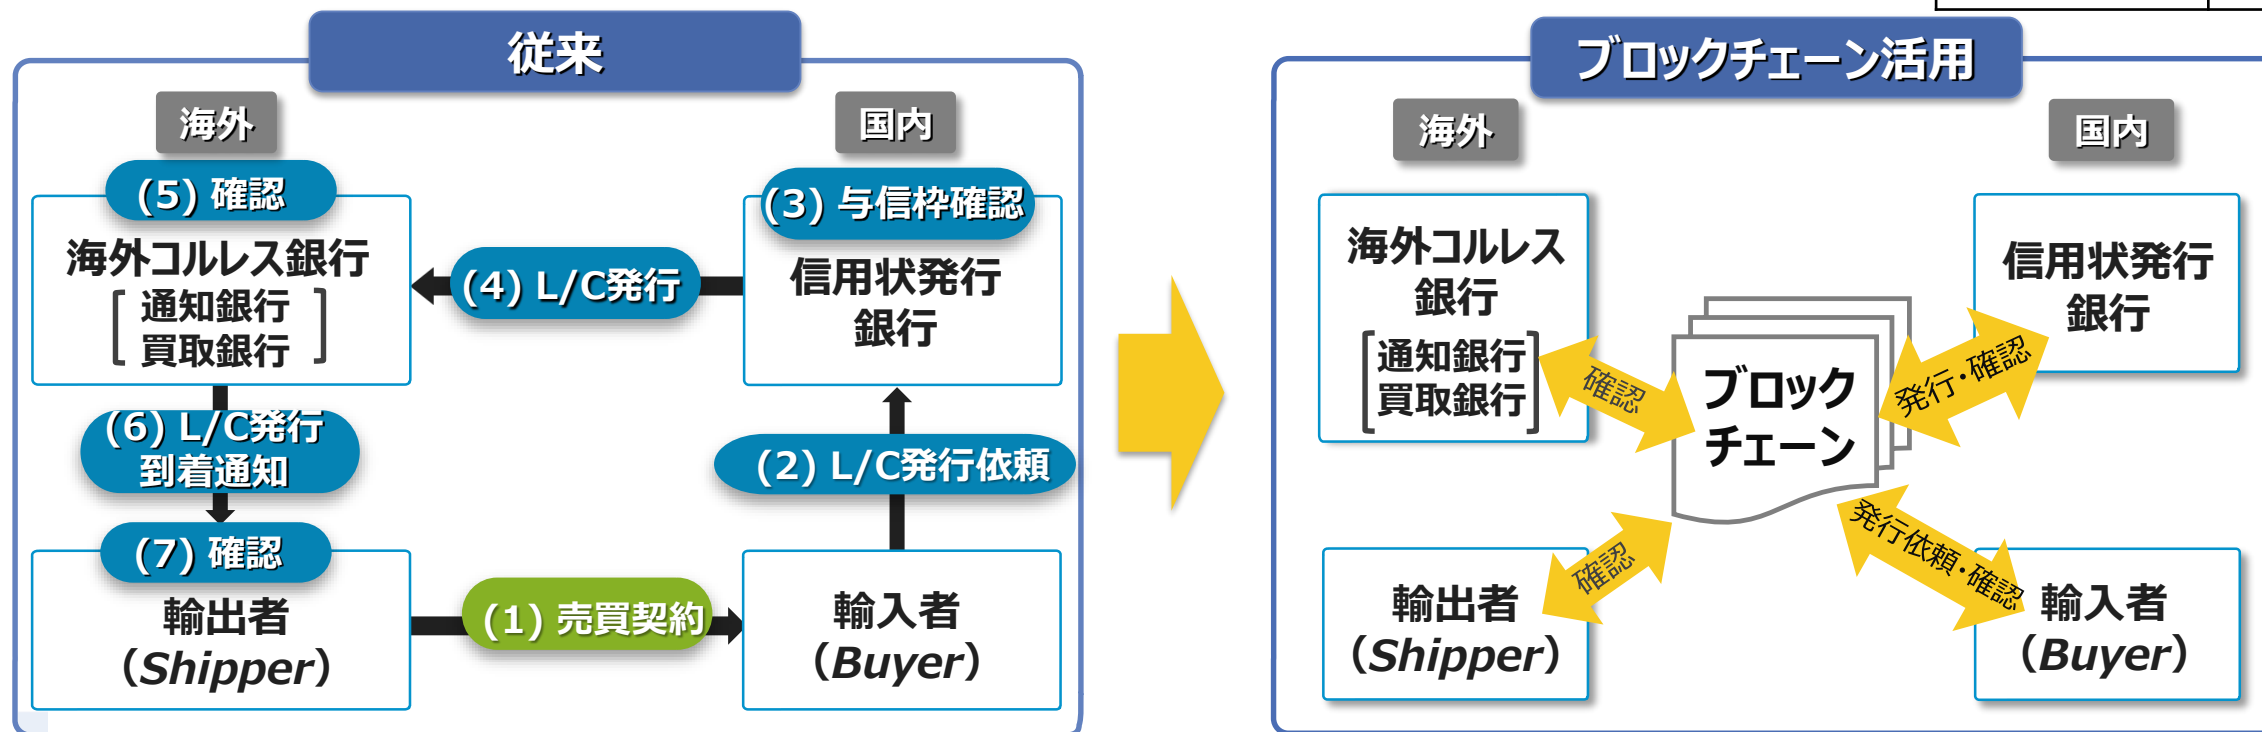 従来
海外
国内
(5) 確認
(3) 与信枠確認
海外コルレス銀行
通知銀行
買取銀行
(4) L/C発行
信用状発行
銀行
(6) L/C発行
到着通知
(2) L/C発行依頼
(7) 確認
輸出者
(Shipper)
(1) 売買契約
輸入者
(Buyer)
ブロックチェーン活用
海外
国内
海外コルレス
銀行
通知銀行
買取銀行
信用状発行
銀行
確認
ブロック
チェーン
発行・確認
確認
発行依頼・確認
輸出者
(Shipper)
輸入者
(Buyer)